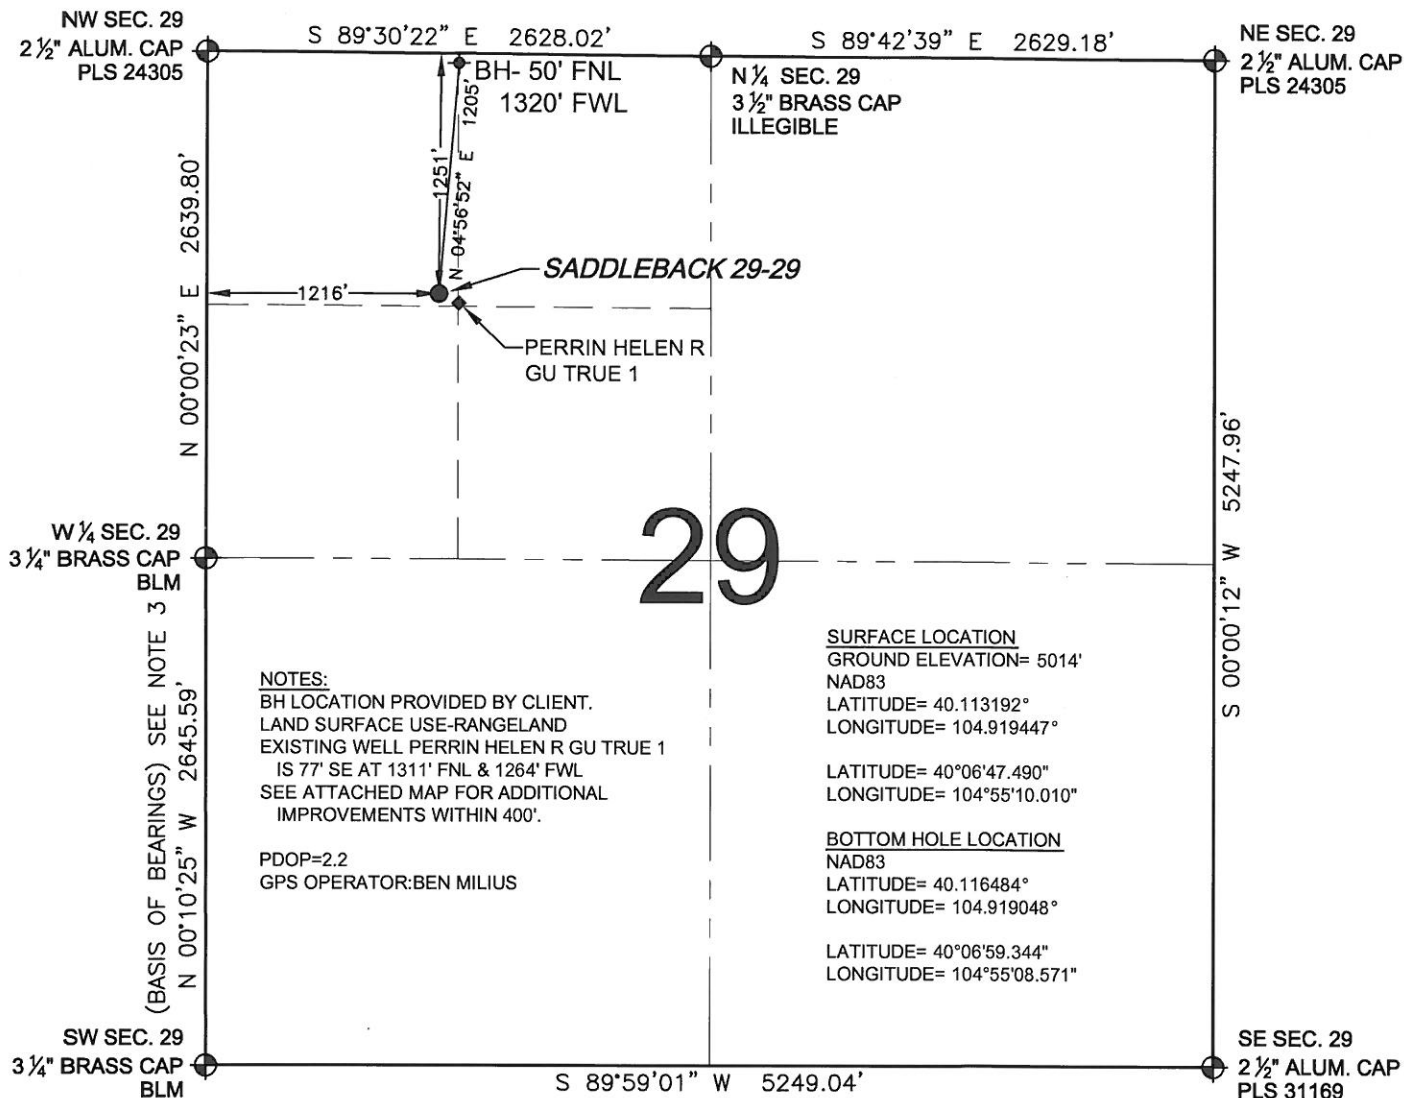 NW SEC. 29
2 ½" ALUM. CAP
PLS 24305
S 89°30'22" E 2628.02'
S 89°42'39" E 2629.18'
NE SEC. 29
2 ½" ALUM. CAP
PLS 24305
BH- 50' FNL
1320' FWL
N ¼ SEC. 29
3 ½" BRASS CAP
ILLEGIBLE
1251'
N 04°56'52" E 1205'
N 00°00'23" E 2639.80'
1216'
SADDLEBACK 29-29
PERRIN HELEN R
GU TRUE 1
W ¼ SEC. 29
3 ¼" BRASS CAP
BLM
29
S 00°00'12" W 5247.96'
(BASIS OF BEARINGS) SEE NOTE 3
N 00°10'25" W 2645.59'
NOTES:
BH LOCATION PROVIDED BY CLIENT.
LAND SURFACE USE-RANGELAND
EXISTING WELL PERRIN HELEN R GU TRUE 1
IS 77' SE AT 1311' FNL & 1264' FWL
SEE ATTACHED MAP FOR ADDITIONAL
IMPROVEMENTS WITHIN 400'.
PDOP=2.2
GPS OPERATOR:BEN MILIUS
SURFACE LOCATION
GROUND ELEVATION= 5014'
NAD83
LATITUDE= 40.113192°
LONGITUDE= 104.919447°
LATITUDE= 40°06'47.490"
LONGITUDE= 104°55'10.010"
BOTTOM HOLE LOCATION
NAD83
LATITUDE= 40.116484°
LONGITUDE= 104.919048°
LATITUDE= 40°06'59.344"
LONGITUDE= 104°55'08.571"
SW SEC. 29
3 ¼" BRASS CAP
BLM
S 89°59'01" W 5249.04'
SE SEC. 29
2 ½" ALUM. CAP
PLS 31169